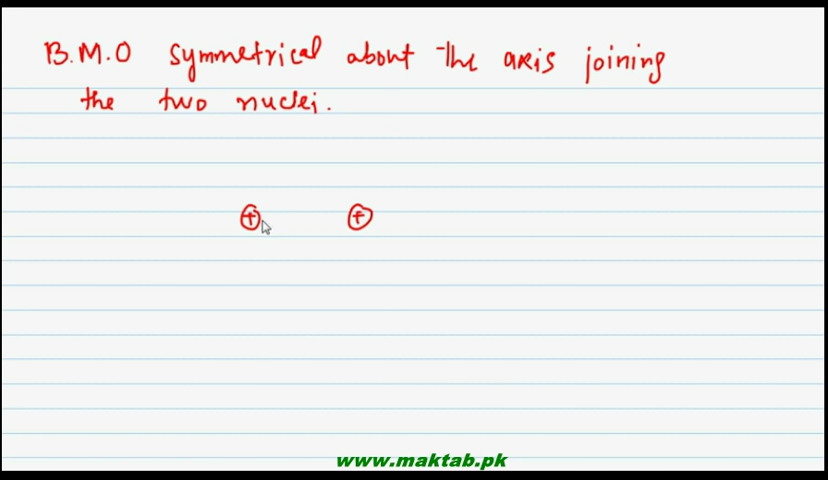 B.M.O symmetrical about the axis joining
the two nuclei.
+ +
www.maktab.pk